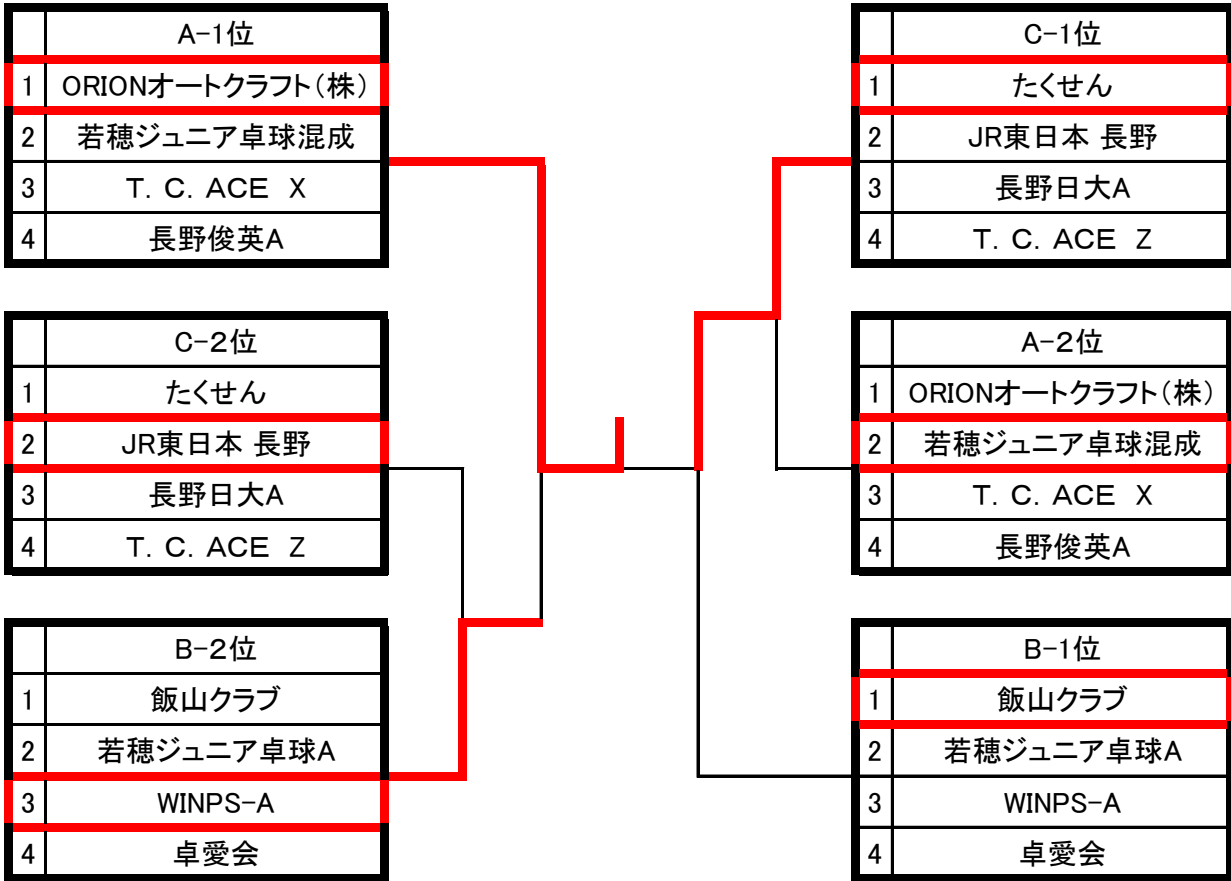 A-1位
1 ORIONオートクラフト(株)
2 若穂ジュニア卓球混成
3 T. C. ACE X
4 長野俊英A
C-1位
1 たくせん
2 JR東日本 長野
3 長野日大A
4 T. C. ACE Z
C-2位
1 たくせん
2 JR東日本 長野
3 長野日大A
4 T. C. ACE Z
A-2位
1 ORIONオートクラフト(株)
2 若穂ジュニア卓球混成
3 T. C. ACE X
4 長野俊英A
B-2位
1 飯山クラブ
2 若穂ジュニア卓球A
3 WINPS-A
4 卓愛会
B-1位
1 飯山クラブ
2 若穂ジュニア卓球A
3 WINPS-A
4 卓愛会